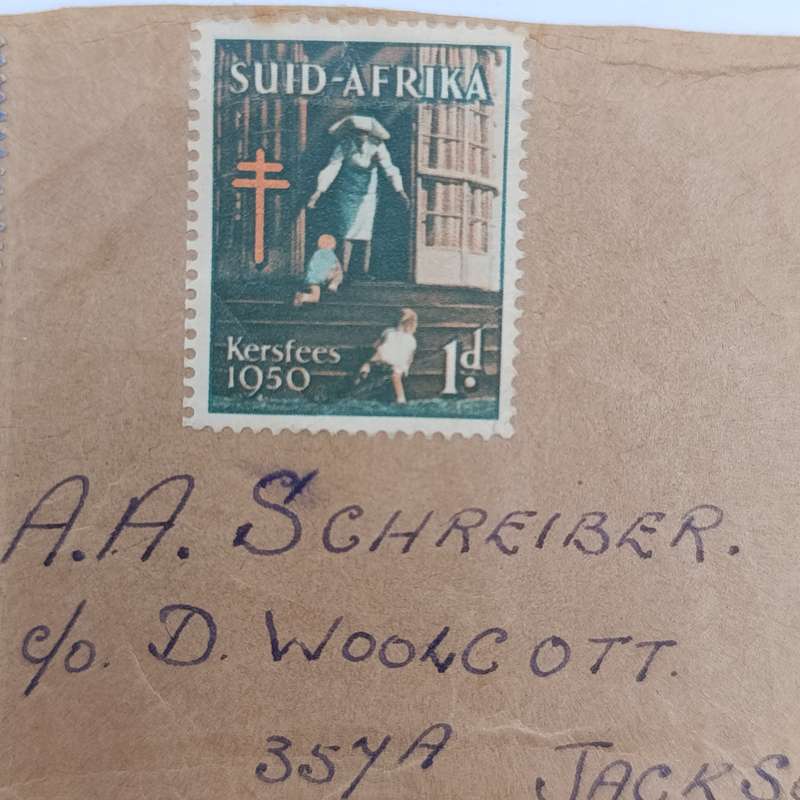 SUID-AFRIKA
Kersfees
1950 1d.
A.A. SCHREIBER.
c/o. D. WOOLCOTT.
357A